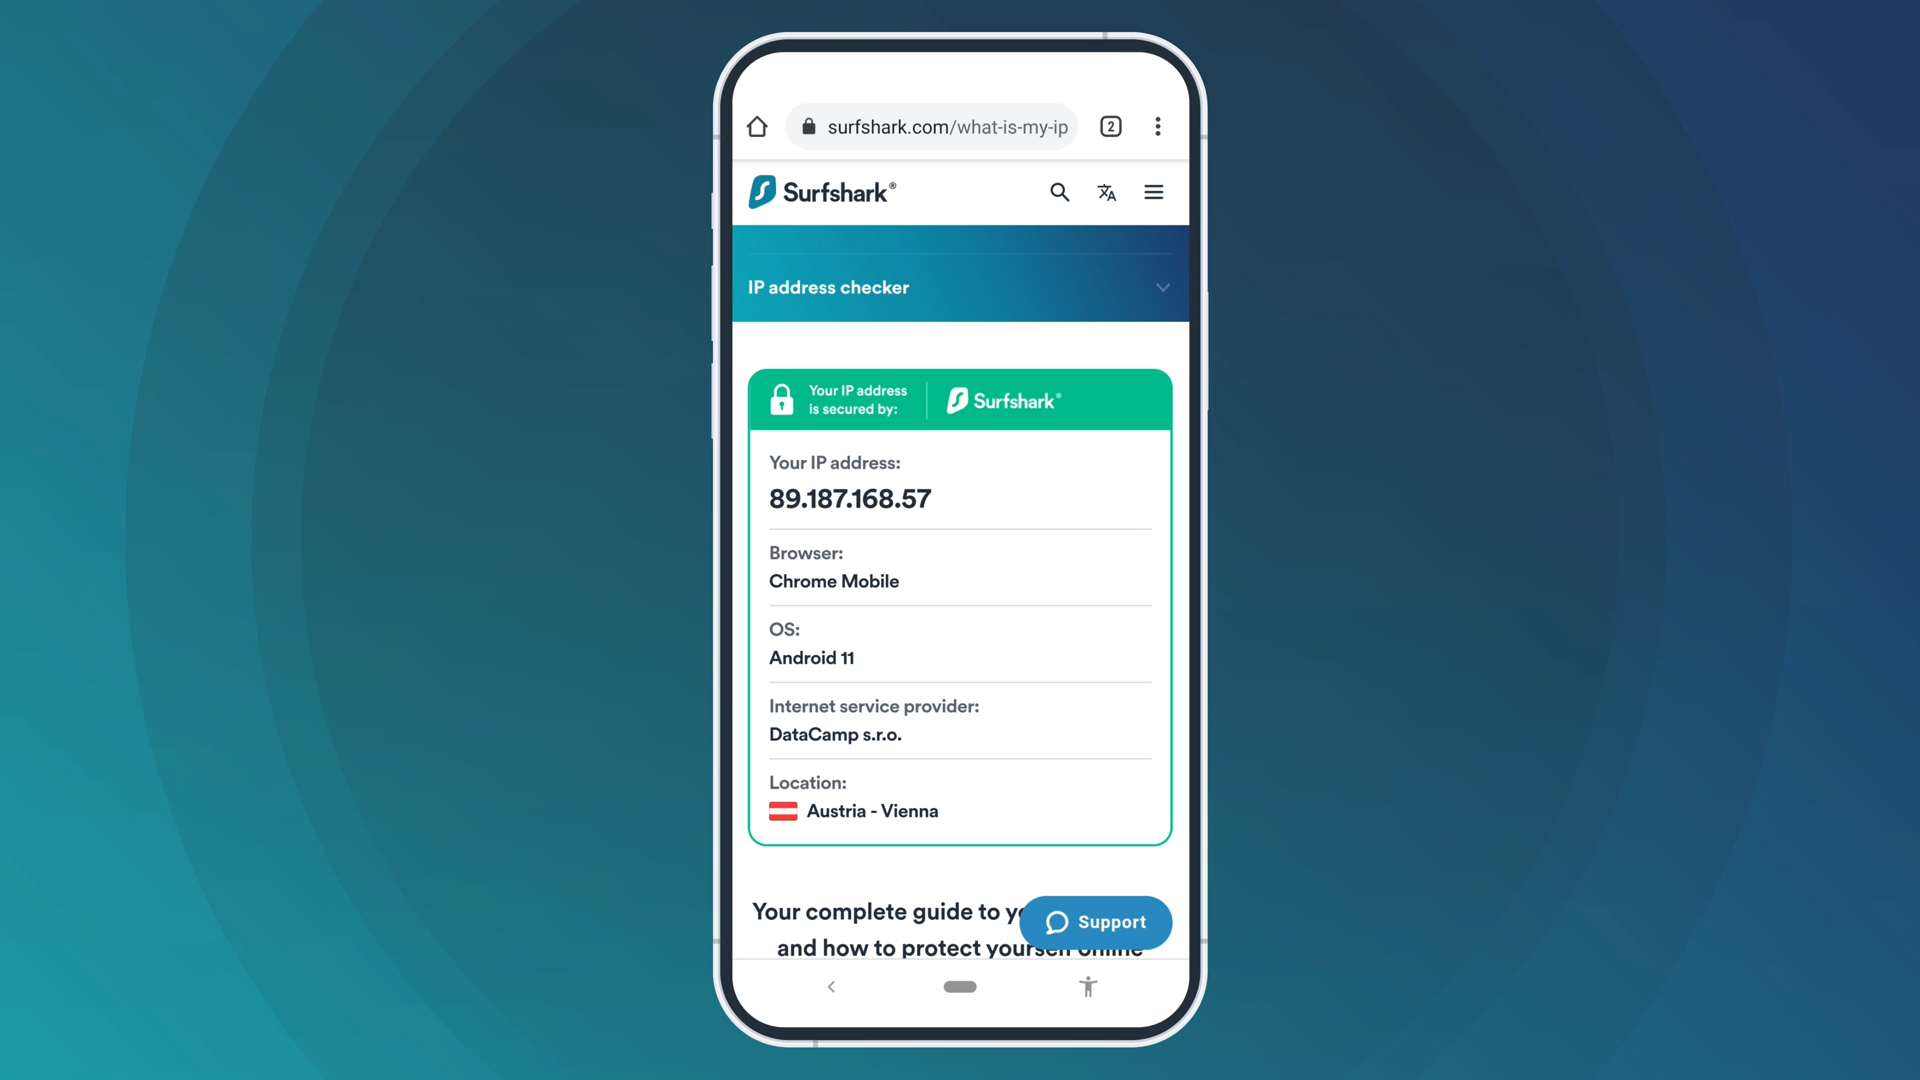 surfshark.com/what-is-my-ip
2
Surfshark®
IP address checker
Your IP address
is secured by:
Surfshark®
Your IP address:
89.187.168.57
Browser:
Chrome Mobile
OS:
Android 11
Internet service provider:
DataCamp s.r.o.
Location:
Austria - Vienna
Your complete guide to
and how to protect yourself online
Support